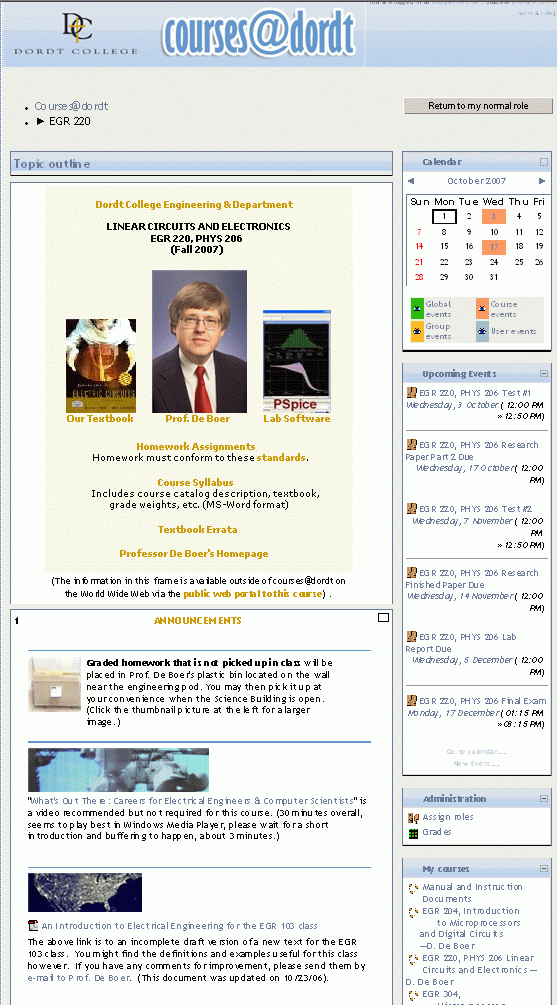 DC
DORDT COLLEGE
courses@dordt
Courses@dordt
► EGR 220
Return to my normal role
Topic outline
Dordt College Engineering & Department
LINEAR CIRCUITS AND ELECTRONICS
EGR 220, PHYS 206
(Fall 2007)
ELECTRIC CIRCUITS
PSpice
Our Textbook
Prof. De Boer
Lab Software
Homework Assignments
Homework must conform to these standards.
Course Syllabus
Includes course catalog description, textbook,
grade weights, etc. (MS-Word format)
Textbook Errata
Professor De Boer's Homepage
(The information in this frame is available outside of courses@dordt on
the World Wide Web via the public web portal to this course) .
1
ANNOUNCEMENTS
Graded homework that is not picked up in class will be
placed in Prof. De Boer's plastic bin located on the wall
near the engineering pod. You may then pick it up at
your convenience when the Science Building is open.
(Click the thumbnail picture at the left for a larger
image.)
"What's Out There: Careers for Electrical Engineers & Computer Scientists" is
a video recommended but not required for this course. (30 minutes overall,
seems to play best in Windows Media Player, please wait for a short
introduction and buffering to happen, about 3 minutes.)
An Introduction to Electrical Engineering for the EGR 103 class
The above link is to an incomplete draft version of a new text for the EGR
103 class. You might find the definitions and examples useful for this class
however. If you have any comments for improvement, please send them by
e-mail to Prof. De Boer. (This document was updated on 10/23/06).
Calendar
◄ October 2007 ►
Sun Mon Tue Wed Thu Fri
1 2 3 4 5
7 8 9 10 11 12
14 15 16 17 18 19
21 22 23 24 25 26
28 29 30 31
Global events
Course events
Group events
User events
Upcoming Events
EGR 220, PHYS 206 Test #1
Wednesday, 3 October ( 12:00 PM
» 12:50 PM)
EGR 220, PHYS 206 Research
Paper Part 2 Due
Wednesday, 17 October ( 12:00
PM)
EGR 220, PHYS 206 Test #2
Wednesday, 7 November ( 12:00
PM
» 12:50 PM)
EGR 220, PHYS 206 Research
Finished Paper Due
Wednesday, 14 November ( 12:00
PM)
EGR 220, PHYS 206 Lab
Report Due
Wednesday, 5 December ( 12:00
PM)
EGR 220, PHYS 206 Final Exam
Monday, 17 December ( 01:15 PM
» 03:15 PM)
Go to calendar...
New Event...
Administration
Assign roles
Grades
My courses
Manual and Instruction
Documents
EGR 204, Introduction
to Microprocessors
and Digital Circuits
—D. De Boer
EGR 220, PHYS 206 Linear
Circuits and Electronics —
D. De Boer
EGR 304,